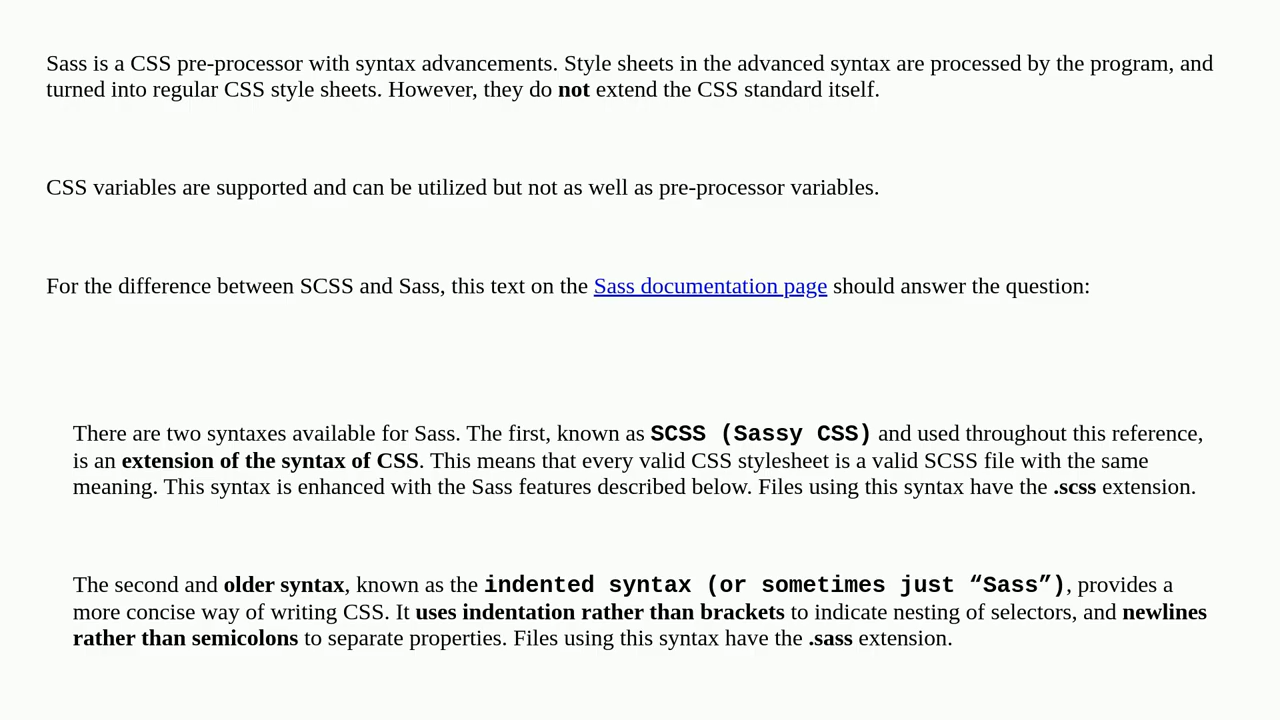 Sass is a CSS pre-processor with syntax advancements. Style sheets in the advanced syntax are processed by the program, and
turned into regular CSS style sheets. However, they do not extend the CSS standard itself.
CSS variables are supported and can be utilized but not as well as pre-processor variables.
For the difference between SCSS and Sass, this text on the Sass documentation page should answer the question:
There are two syntaxes available for Sass. The first, known as SCSS (Sassy CSS) and used throughout this reference,
is an extension of the syntax of CSS. This means that every valid CSS stylesheet is a valid SCSS file with the same
meaning. This syntax is enhanced with the Sass features described below. Files using this syntax have the .scss extension.
The second and older syntax, known as the indented syntax (or sometimes just “Sass”), provides a
more concise way of writing CSS. It uses indentation rather than brackets to indicate nesting of selectors, and newlines
rather than semicolons to separate properties. Files using this syntax have the .sass extension.